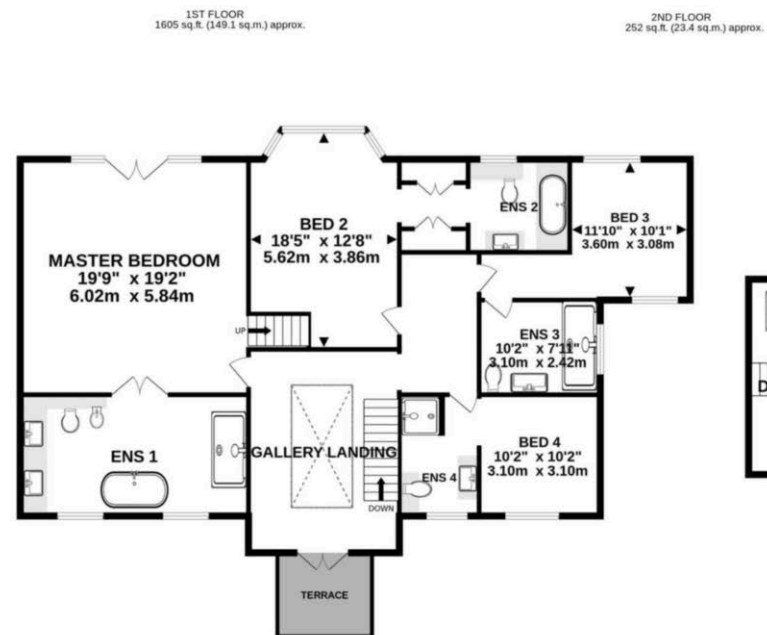 1ST FLOOR
1605 sq.ft. (149.1 sq.m.) approx.
2ND FLOOR
252 sq.ft. (23.4 sq.m.) approx.
MASTER BEDROOM
19'9" x 19'2"
6.02m x 5.84m
BED 2
18'5" x 12'8"
5.62m x 3.86m
ENS 2
BED 3
11'10" x 10'1"
3.60m x 3.08m
UP
ENS 3
10'2" x 7'11"
3.10m x 2.42m
ENS 1
GALLERY LANDING
DOWN
ENS 4
BED 4
10'2" x 10'2"
3.10m x 3.10m
TERRACE
D